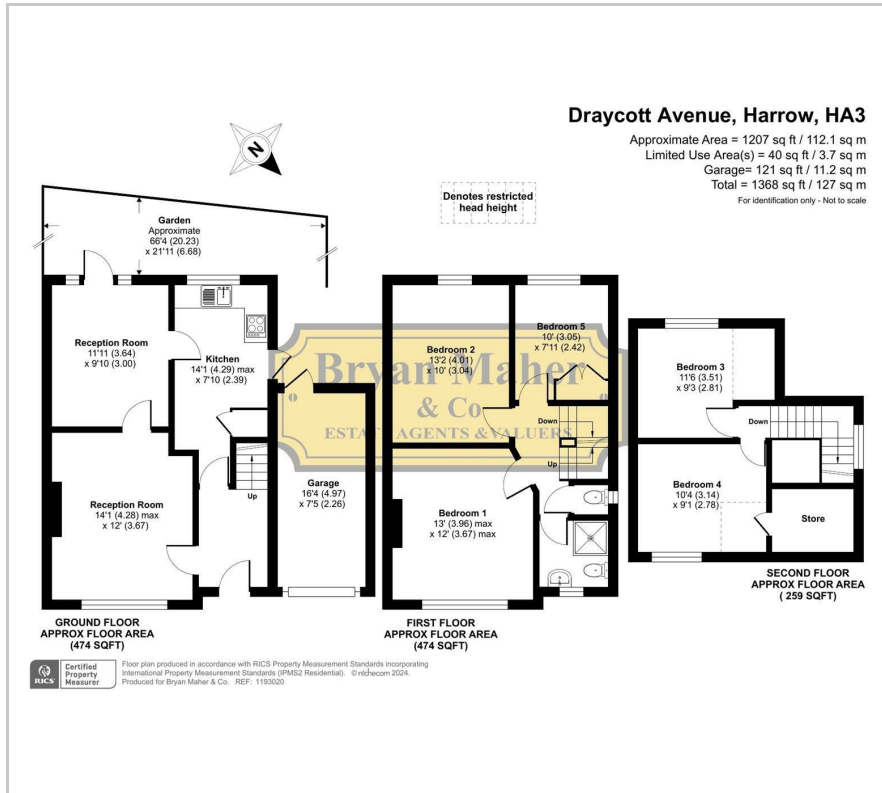 Draycott Avenue, Harrow, HA3
Approximate Area = 1207 sq ft / 112.1 sq m
Limited Use Area(s) = 40 sq ft / 3.7 sq m
Garage= 121 sq ft / 11.2 sq m
Total = 1368 sq ft / 127 sq m
For identification only - Not to scale
N
Denotes restricted
head height
Garden
Approximate
66'4 (20.23)
x 21'11 (6.68)
Reception Room
11'11 (3.64)
x 9'10 (3.00)
Kitchen
14'1 (4.29) max
x 7'10 (2.39)
Reception Room
14'1 (4.28) max
x 12' (3.67)
Up
Garage
16'4 (4.97)
x 7'5 (2.26)
Bedroom 2
13'2 (4.01)
x 10' (3.04)
Bedroom 5
10' (3.05)
x 7'11 (2.42)
Down
Up
Bedroom 1
13' (3.96) max
x 12' (3.67) max
Bedroom 3
11'6 (3.51)
x 9'3 (2.81)
Down
Bedroom 4
10'4 (3.14)
x 9'1 (2.78)
Store
Bryan Maher
& Co
ESTATE AGENTS & VALUERS
GROUND FLOOR
APPROX FLOOR AREA
(474 SQFT)
FIRST FLOOR
APPROX FLOOR AREA
(474 SQFT)
SECOND FLOOR
APPROX FLOOR AREA
( 259 SQFT)
RICS
Certified
Property
Measurer
Floor plan produced in accordance with RICS Property Measurement Standards incorporating
International Property Measurement Standards (IPMS2 Residential). © nichecom 2024.
Produced for Bryan Maher & Co. REF: 1193020